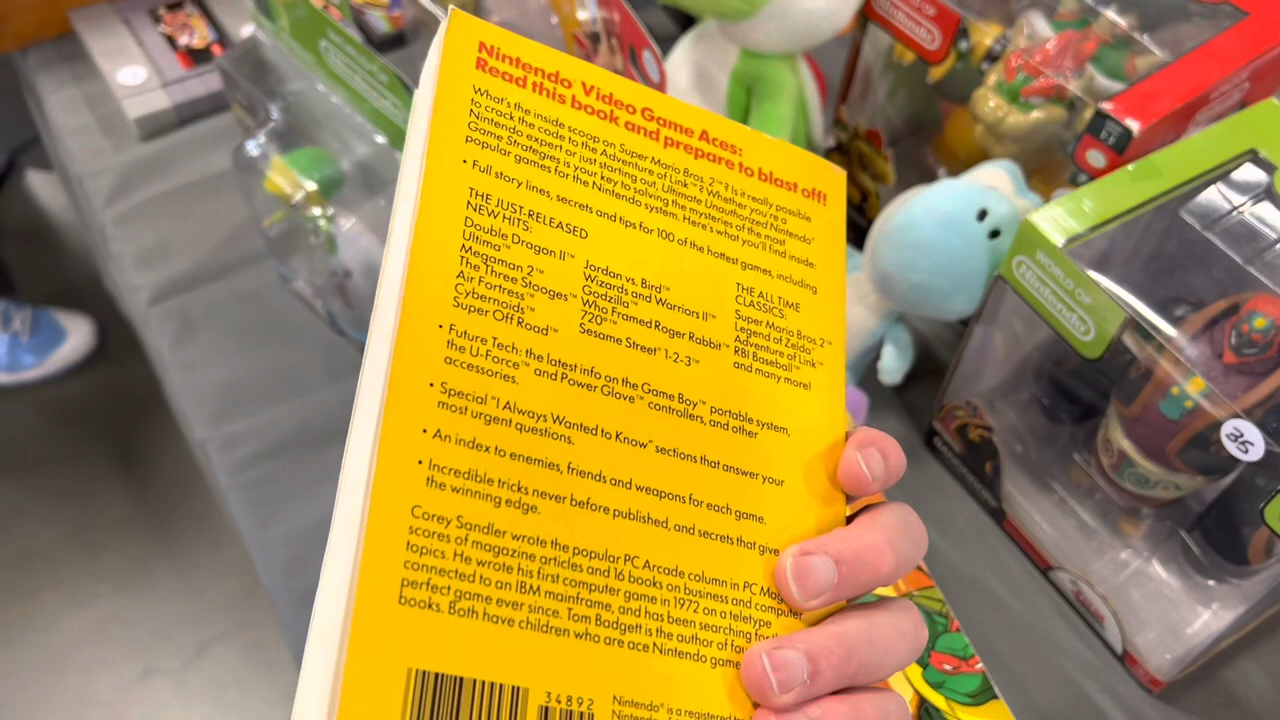 Nintendo® Video Game Aces:
Read this book and prepare to blast off!
What's the inside scoop on Super Mario Bros. 2™? Is it really possible
to crack the code to the Adventure of Link™? Whether you're a
Nintendo expert or just starting out, Ultimate Unauthorized Nintendo®
Game Strategies is your key to solving the mysteries of the most
popular games for the Nintendo system. Here's what you'll find inside:
• Full story lines, secrets and tips for 100 of the hottest games, including
THE JUST-RELEASED
NEW HITS:
Double Dragon II™
Ultima™
Megaman 2™
The Three Stooges™
Air Fortress™
Cybernoids™
Super Off Road™
Jordan vs. Bird™
Wizards and Warriors II™
Godzilla™
Who Framed Roger Rabbit™
720°™
Sesame Street® 1-2-3™
THE ALL TIME
CLASSICS:
Super Mario Bros. 2™
Legend of Zelda®
Adventure of Link™
RBI Baseball™
and many more!
• Future Tech: the latest info on the Game Boy™ portable system,
the U-Force™ and Power Glove™ controllers, and other
accessories.
• Special "I Always Wanted to Know" sections that answer your
most urgent questions.
• An index to enemies, friends and weapons for each game.
• Incredible tricks never before published, and secrets that give
the winning edge.
Corey Sandler wrote the popular PC Arcade column in PC Mag
scores of magazine articles and 16 books on business and computer
topics. He wrote his first computer game in 1972 on a teletype
connected to an IBM mainframe, and has been searching for
perfect game ever since. Tom Badgett is the author of
books. Both have children who are ace Nintendo game
34892
Nintendo® is a registered
Nintendo
WORLD OF
Nintendo
WORLD OF
Nintendo
WORLD OF
Nintendo
35